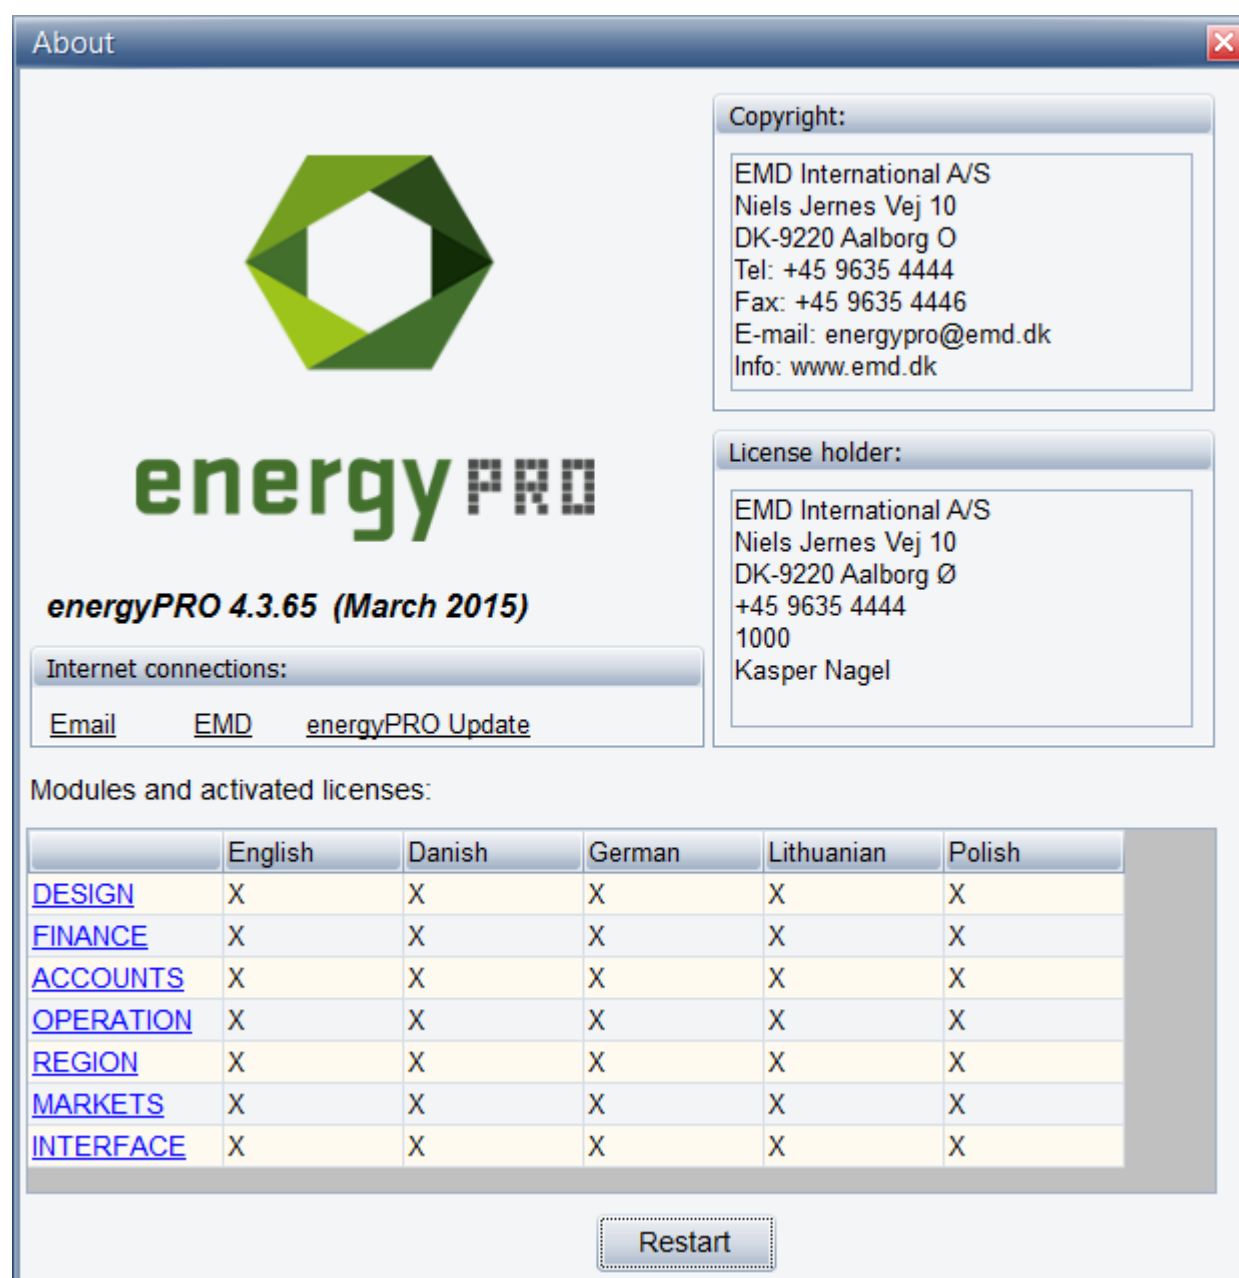 About
Copyright:
EMD International A/S
Niels Jernes Vej 10
DK-9220 Aalborg O
Tel: +45 9635 4444
Fax: +45 9635 4446
E-mail: energypro@emd.dk
Info: www.emd.dk
energyPRO
License holder:
EMD International A/S
Niels Jernes Vej 10
DK-9220 Aalborg Ø
+45 9635 4444
1000
Kasper Nagel
energyPRO 4.3.65 (March 2015)
Internet connections:
Email EMD energyPRO Update
Modules and activated licenses:
English Danish German Lithuanian Polish
DESIGN X X X X X
FINANCE X X X X X
ACCOUNTS X X X X X
OPERATION X X X X X
REGION X X X X X
MARKETS X X X X X
INTERFACE X X X X X
Restart